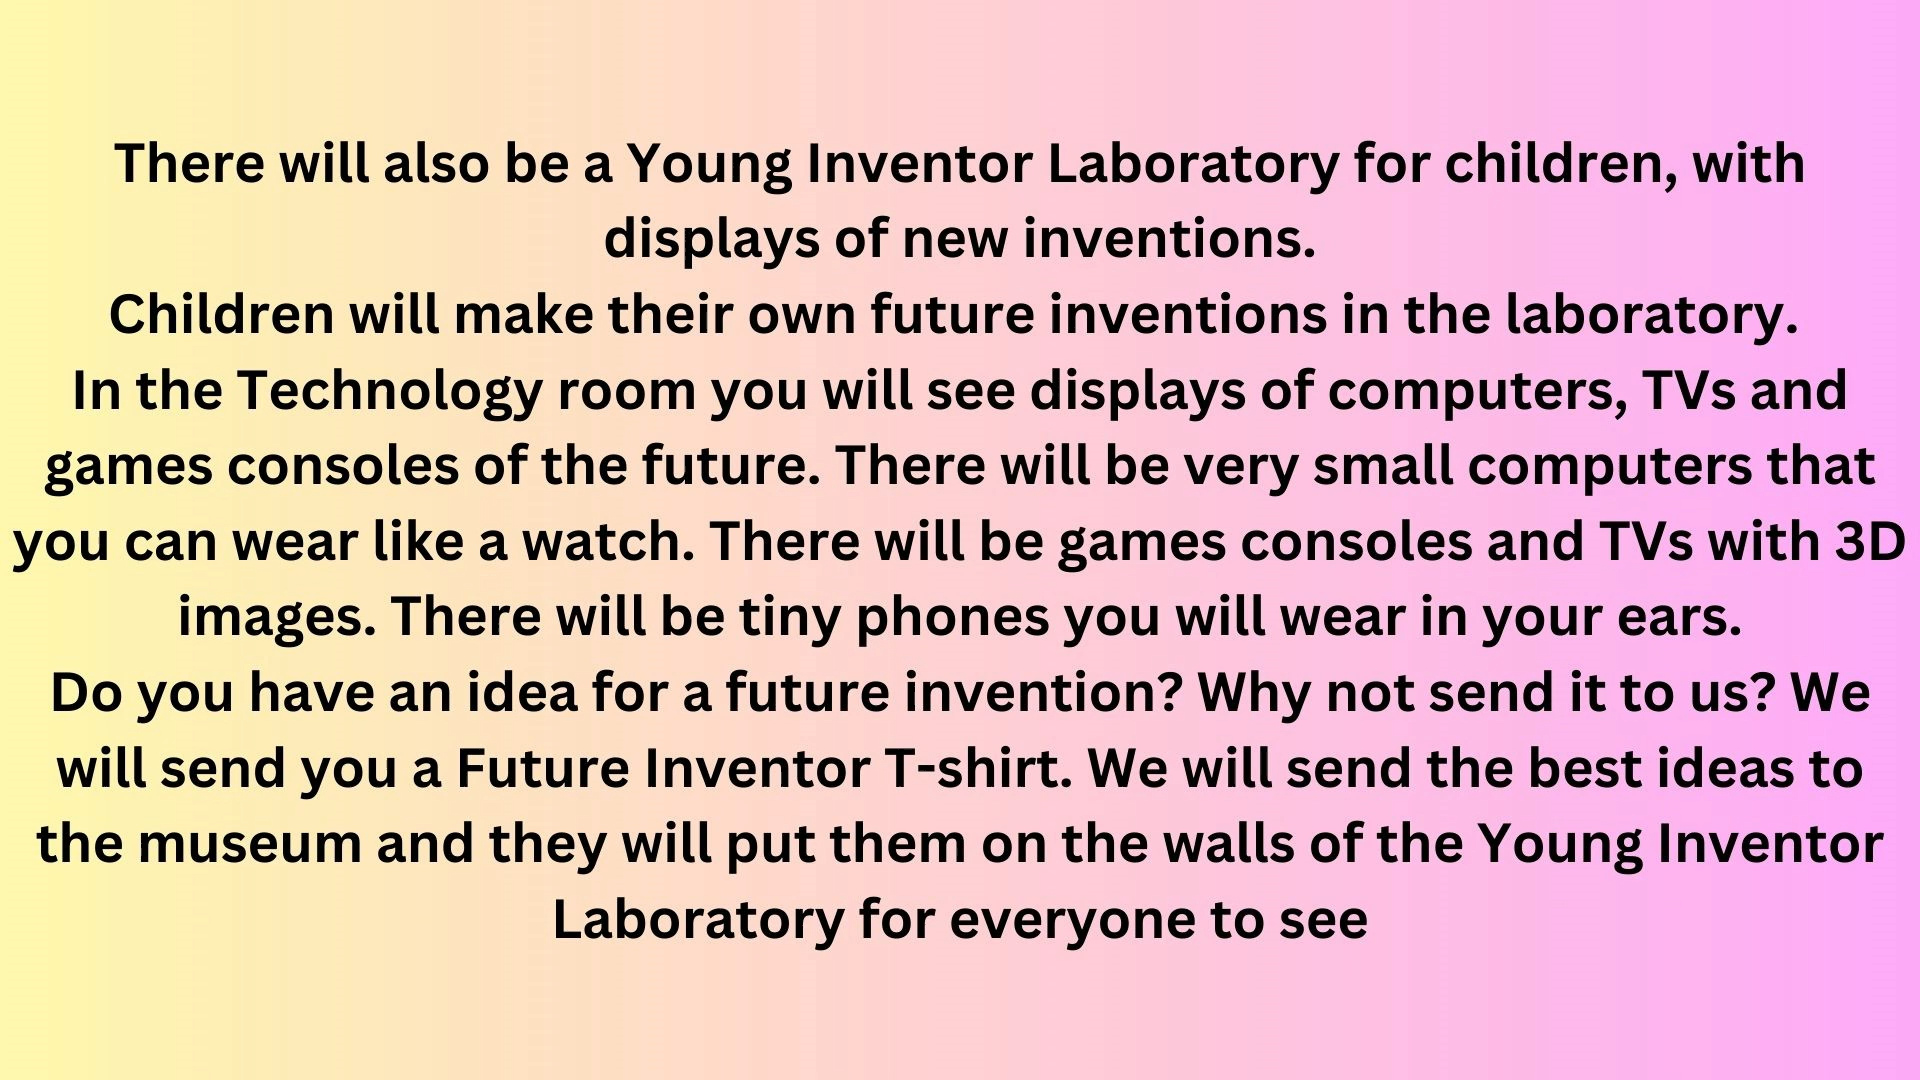 There will also be a Young Inventor Laboratory for children, with
displays of new inventions.
Children will make their own future inventions in the laboratory.
In the Technology room you will see displays of computers, TVs and
games consoles of the future. There will be very small computers that
you can wear like a watch. There will be games consoles and TVs with 3D
images. There will be tiny phones you will wear in your ears.
Do you have an idea for a future invention? Why not send it to us? We
will send you a Future Inventor T-shirt. We will send the best ideas to
the museum and they will put them on the walls of the Young Inventor
Laboratory for everyone to see